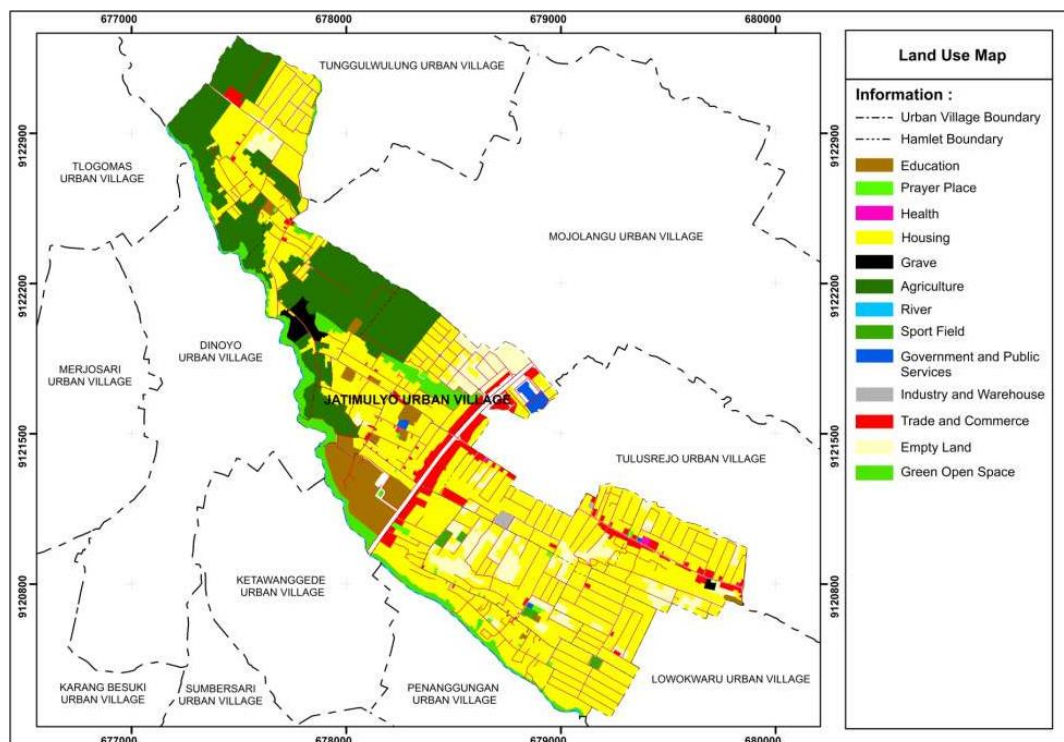 677000
678000
679000
680000
9122900
9122200
9121500
9120800
TUNGGULWULUNG URBAN VILLAGE
TLOGOMAS
URBAN VILLAGE
MOJOLANGU URBAN VILLAGE
DINOYO
URBAN VILLAGE
MERJOSARI
URBAN VILLAGE
JATIMULYO URBAN VILLAGE
TULUSREJO URBAN VILLAGE
KETAWANGGEDE
URBAN VILLAGE
KARANG BESUKI
URBAN VILLAGE
SUMBERSARI
URBAN VILLAGE
PENANGGUNGAN
URBAN VILLAGE
LOWOKWARU URBAN VILLAGE
9122900
9122200
9121500
9120800
677000
678000
679000
680000
Land Use Map
Information :
Urban Village Boundary
Hamlet Boundary
Education
Prayer Place
Health
Housing
Grave
Agriculture
River
Sport Field
Government and Public
Services
Industry and Warehouse
Trade and Commerce
Empty Land
Green Open Space